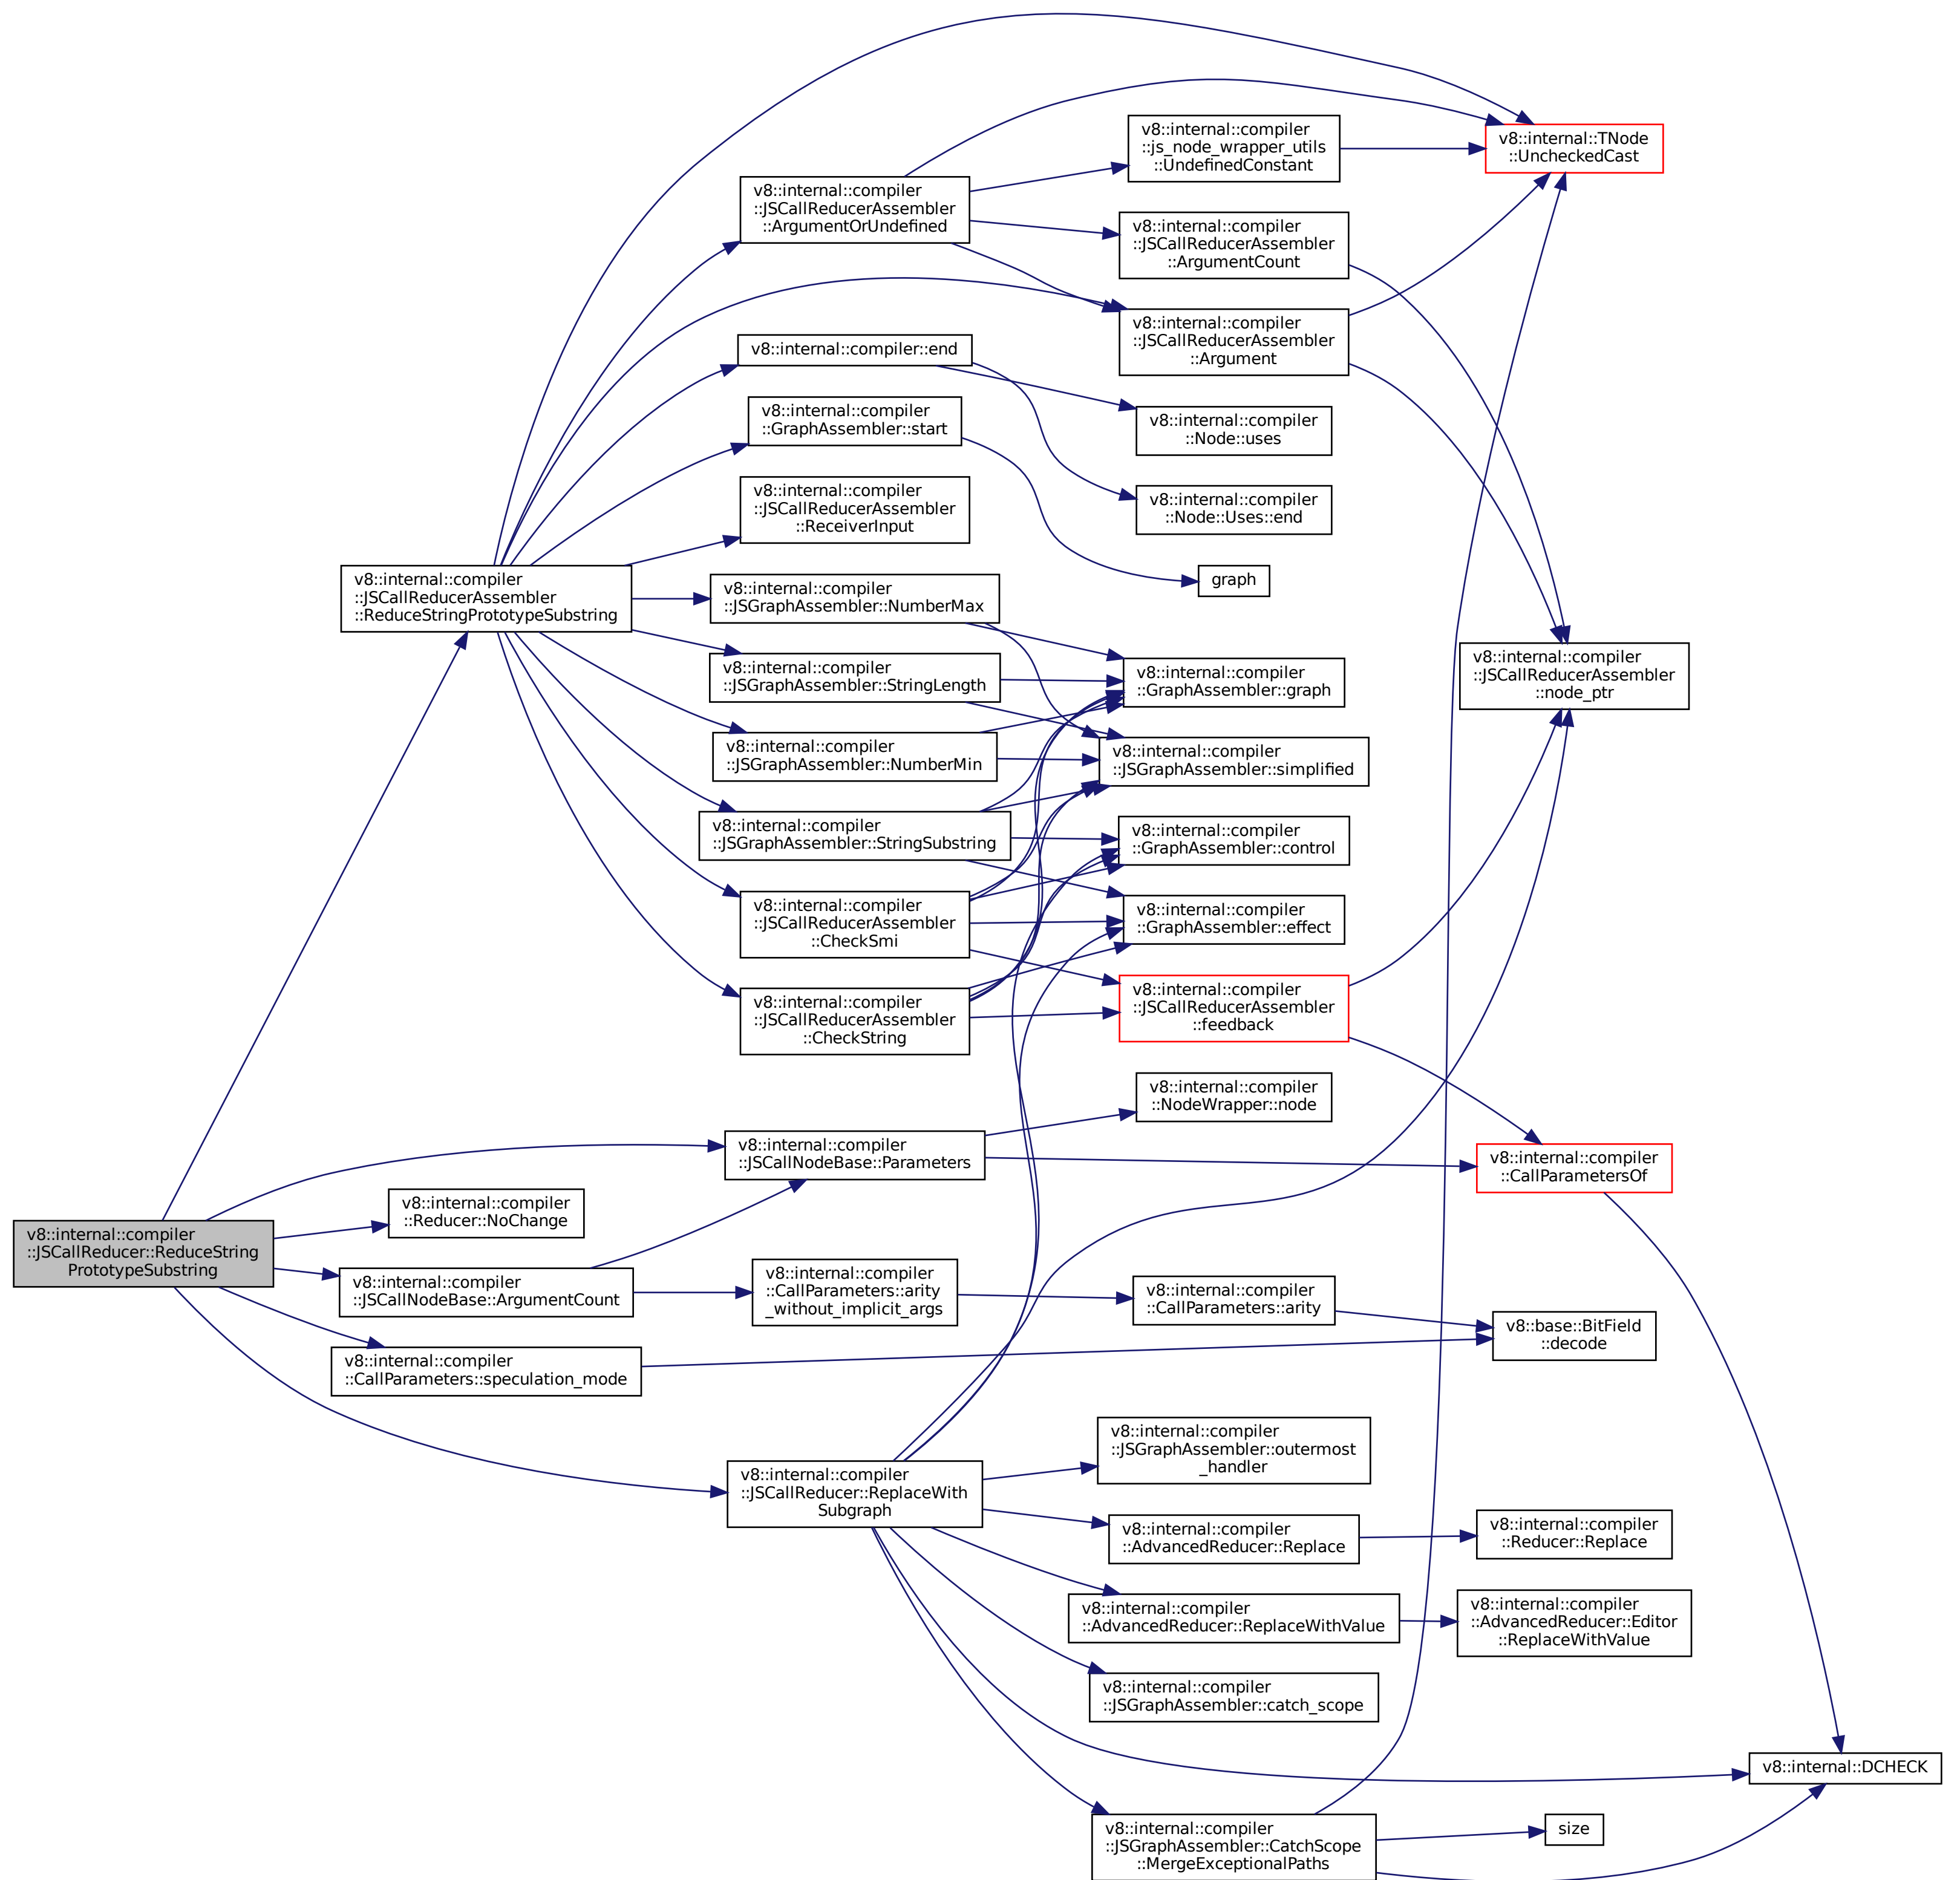 v8::internal::compiler
::JSCallReducer::ReduceString
PrototypeSubstring
v8::internal::compiler
::JSCallReducerAssembler
::ReduceStringPrototypeSubstring
v8::internal::compiler
::Reducer::NoChange
v8::internal::compiler
::JSCallNodeBase::ArgumentCount
v8::internal::compiler
::CallParameters::speculation_mode
v8::internal::compiler
::JSCallReducerAssembler
::ArgumentOrUndefined
v8::internal::compiler::end
v8::internal::compiler
::GraphAssembler::start
v8::internal::compiler
::JSCallReducerAssembler
::ReceiverInput
v8::internal::compiler
::JSGraphAssembler::NumberMax
v8::internal::compiler
::JSGraphAssembler::StringLength
v8::internal::compiler
::JSGraphAssembler::NumberMin
v8::internal::compiler
::JSGraphAssembler::StringSubstring
v8::internal::compiler
::JSCallReducerAssembler
::CheckSmi
v8::internal::compiler
::JSCallReducerAssembler
::CheckString
v8::internal::compiler
::JSCallNodeBase::Parameters
v8::internal::compiler
::CallParameters::arity
_without_implicit_args
v8::internal::compiler
::JSCallReducer::ReplaceWith
Subgraph
v8::internal::compiler
::js_node_wrapper_utils
::UndefinedConstant
v8::internal::compiler
::JSCallReducerAssembler
::ArgumentCount
v8::internal::compiler
::JSCallReducerAssembler
::Argument
v8::internal::compiler
::Node::uses
v8::internal::compiler
::Node::Uses::end
graph
v8::internal::compiler
::GraphAssembler::graph
v8::internal::compiler
::JSGraphAssembler::simplified
v8::internal::compiler
::GraphAssembler::control
v8::internal::compiler
::GraphAssembler::effect
v8::internal::compiler
::JSCallReducerAssembler
::feedback
v8::internal::compiler
::NodeWrapper::node
v8::internal::compiler
::CallParameters::arity
v8::internal::compiler
::JSGraphAssembler::outermost
_handler
v8::internal::compiler
::AdvancedReducer::Replace
v8::internal::compiler
::AdvancedReducer::ReplaceWithValue
v8::internal::compiler
::JSGraphAssembler::catch_scope
v8::internal::compiler
::JSGraphAssembler::CatchScope
::MergeExceptionalPaths
v8::internal::TNode
::UncheckedCast
v8::internal::compiler
::JSCallReducerAssembler
::node_ptr
v8::internal::compiler
::CallParametersOf
v8::base::BitField
::decode
v8::internal::compiler
::Reducer::Replace
v8::internal::compiler
::AdvancedReducer::Editor
::ReplaceWithValue
size
v8::internal::DCHECK